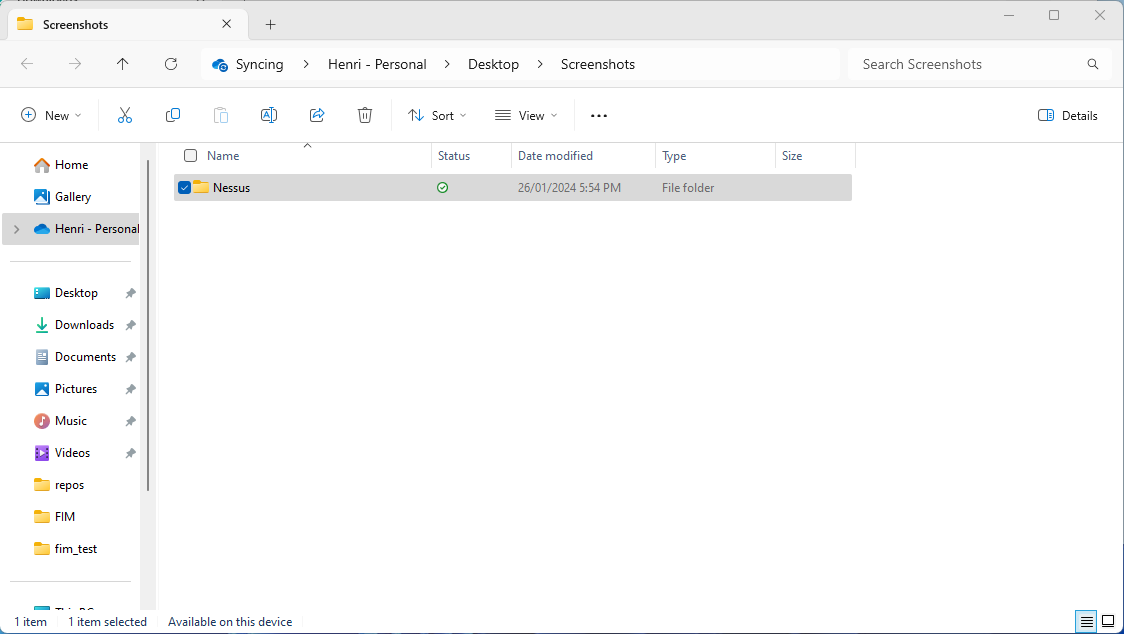 Screenshots
Syncing > Henri - Personal > Desktop > Screenshots
Search Screenshots
New
Sort
View
Details
Name Status Date modified Type Size
Nessus 26/01/2024 5:54 PM File folder
Home
Gallery
Henri - Personal
Desktop
Downloads
Documents
Pictures
Music
Videos
repos
FIM
fim_test
This PC
1 item 1 item selected Available on this device